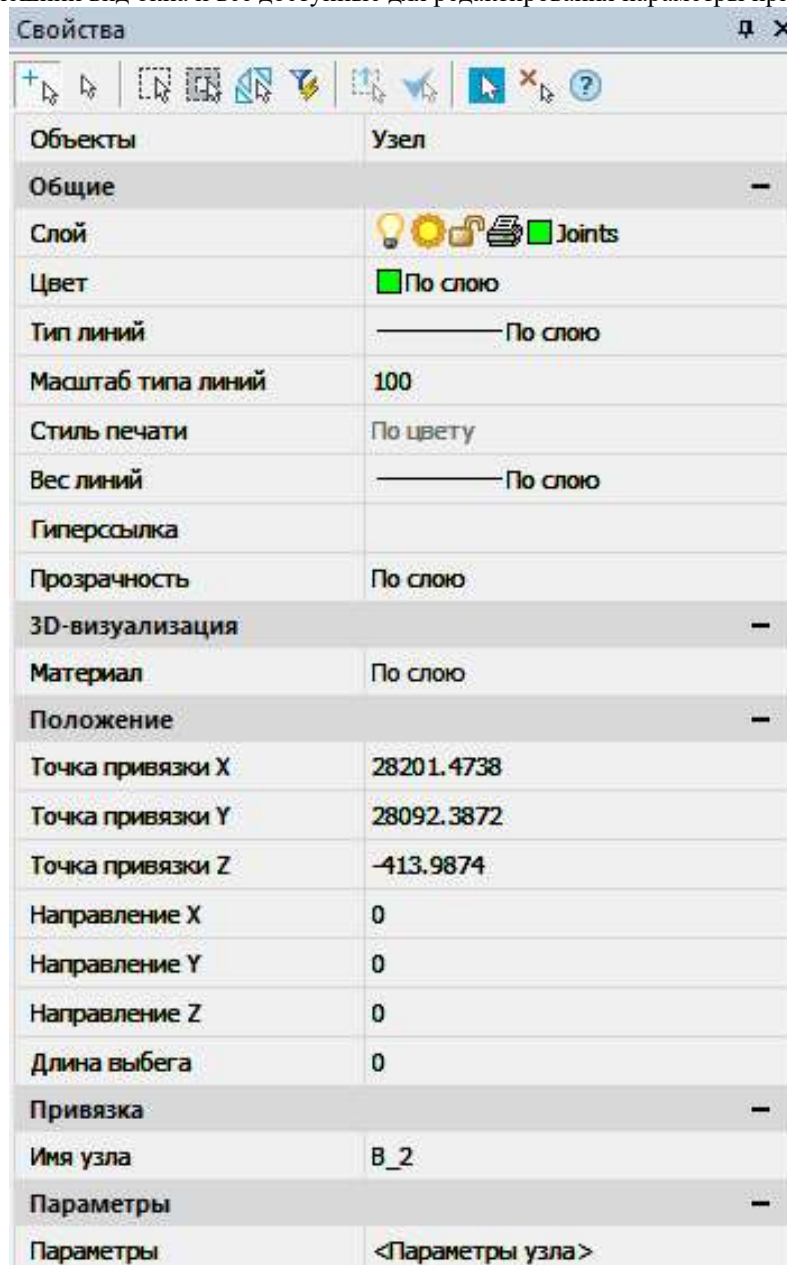 Свойства
Объекты Узел
Общие
Слой Joints
Цвет По слою
Тип линий По слою
Масштаб типа линий 100
Стиль печати По цвету
Вес линий По слою
Гиперссылка
Прозрачность По слою
3D-визуализация
Материал По слою
Положение
Точка привязки X 28201.4738
Точка привязки Y 28092.3872
Точка привязки Z -413.9874
Направление X 0
Направление Y 0
Направление Z 0
Длина выбега 0
Привязка
Имя узла B_2
Параметры
Параметры <Параметры узла>